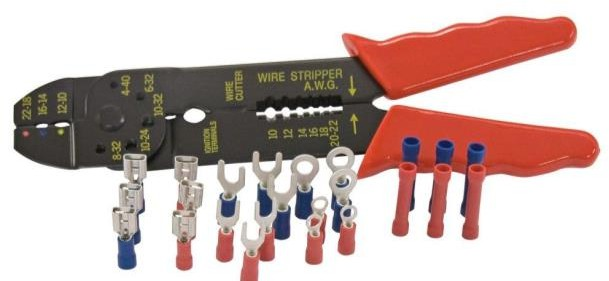 22-18
16-14
12-10
4-40
6-32
10-32
8-32
10-24
WIRE
CUTTER
IGNITION
TERMINALS
WIRE STRIPPER
A.W.G.
10
12
14
16
18
20-22